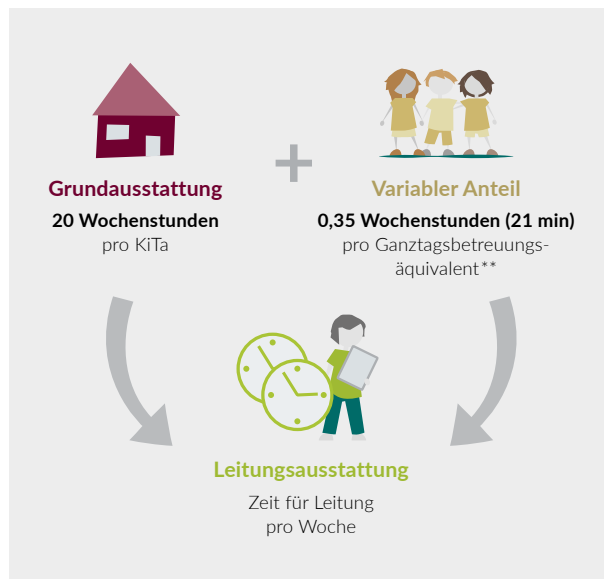 Grundausstattung
20 Wochenstunden
pro KiTa
+
Variabler Anteil
0,35 Wochenstunden (21 min)
pro Ganztagsbetreuungs-
äquivalent**
Leitungsausstattung
Zeit für Leitung
pro Woche